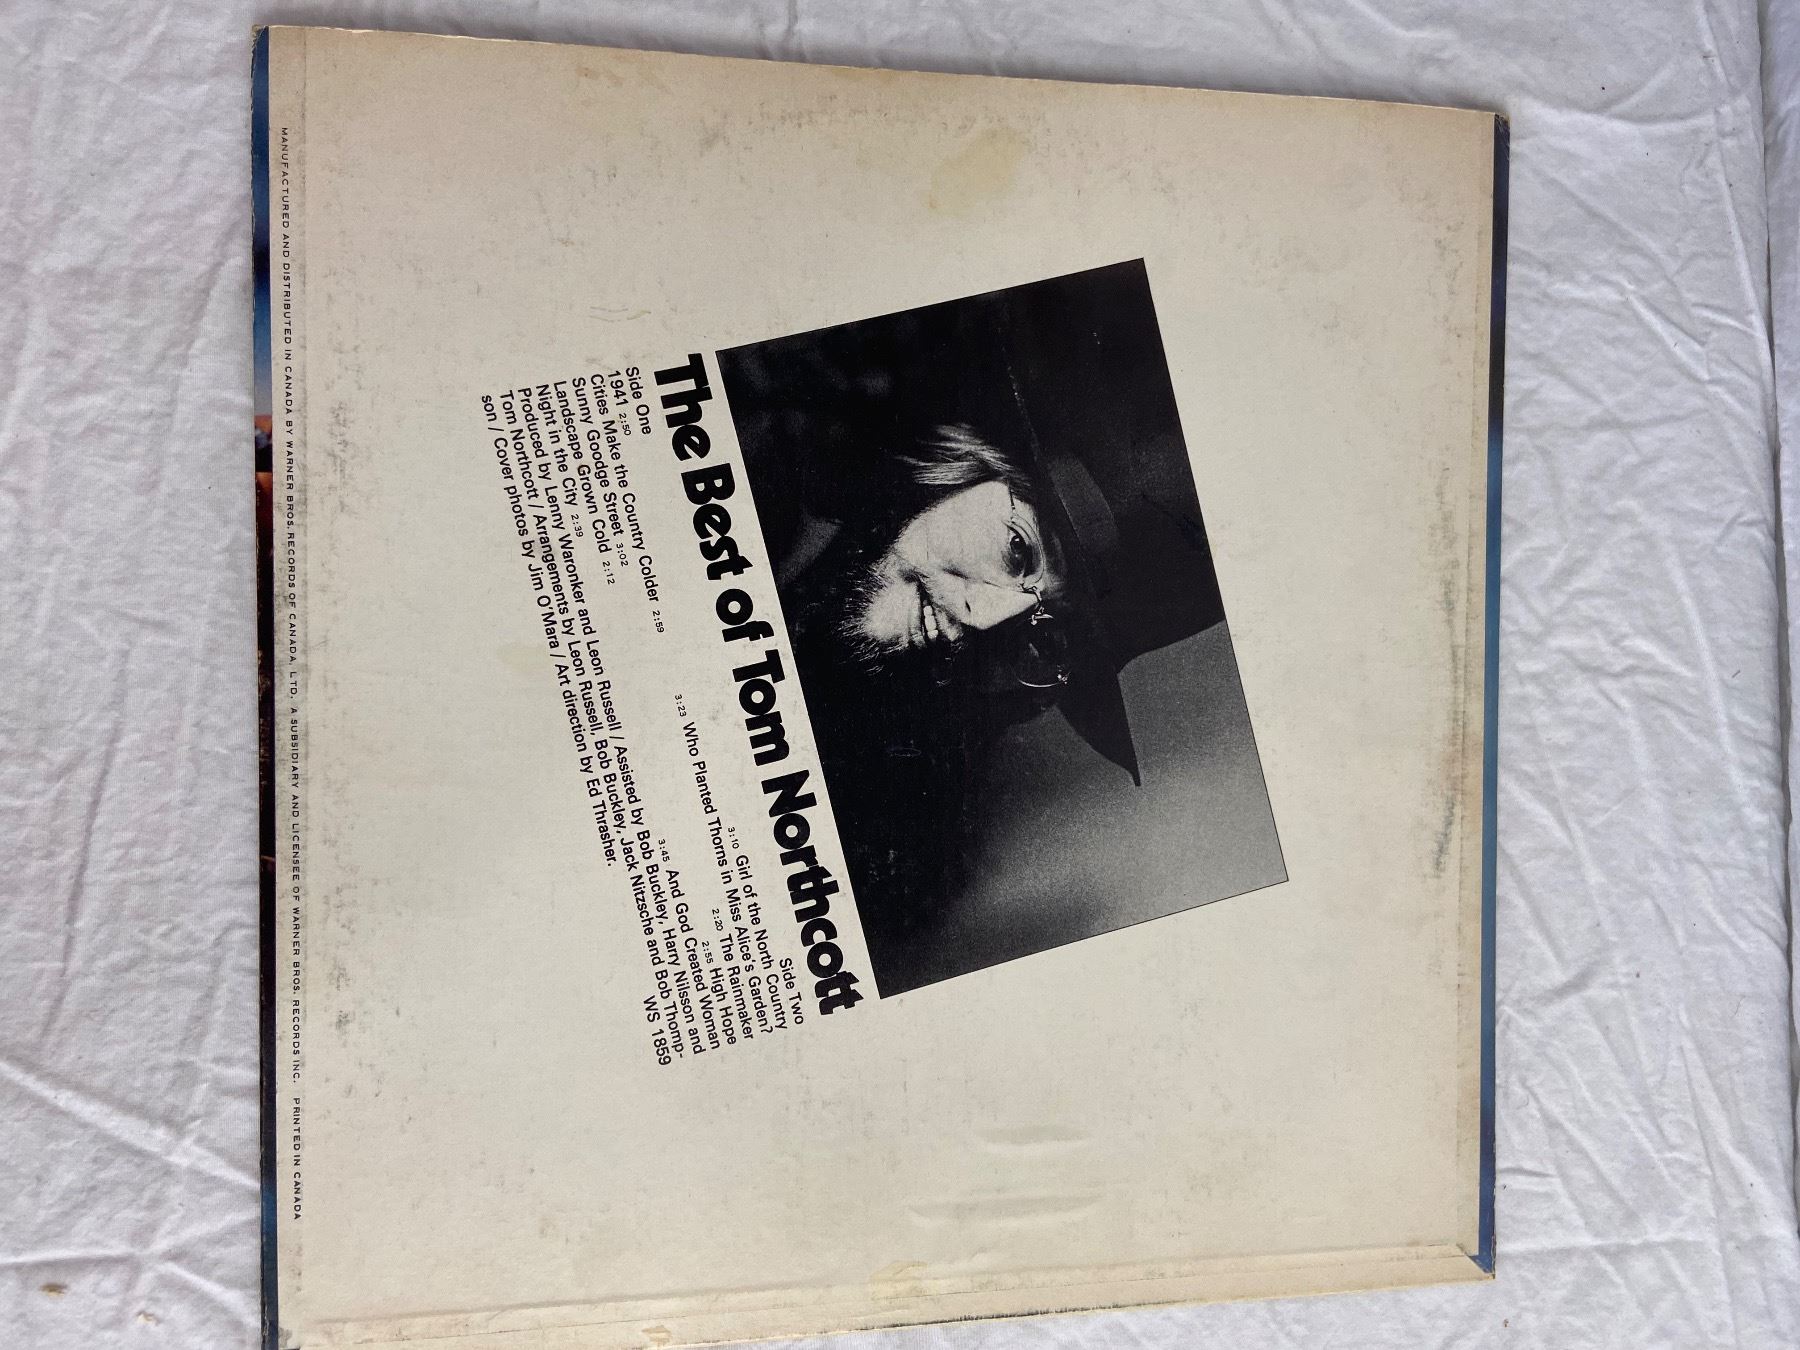 The Best of Tom Northcott
Side One
1941 2:50
Cities Make the Country Colder 2:59
Sunny Goodge Street 3:02
Landscape Grown Cold 2:12
Night in the City 2:39
Side Two
3:10 Girl of the North Country
3:23 Who Planted Thorns in Miss Alice's Garden?
2:20 The Rainmaker
2:55 High Hope
3:45 And God Created Woman
Produced by Lenny Waronker and Leon Russell / Assisted by Bob Buckley, Harry Nilsson and
Tom Northcott / Arrangements by Leon Russell, Bob Buckley, Jack Nitzsche and Bob Thomp-
son / Cover photos by Jim O'Mara / Art direction by Ed Thrasher.
WS 1859
MANUFACTURED AND DISTRIBUTED IN CANADA BY WARNER BROS. RECORDS OF CANADA, LTD. A SUBSIDIARY AND LICENSEE OF WARNER BROS. RECORDS INC. PRINTED IN CANADA